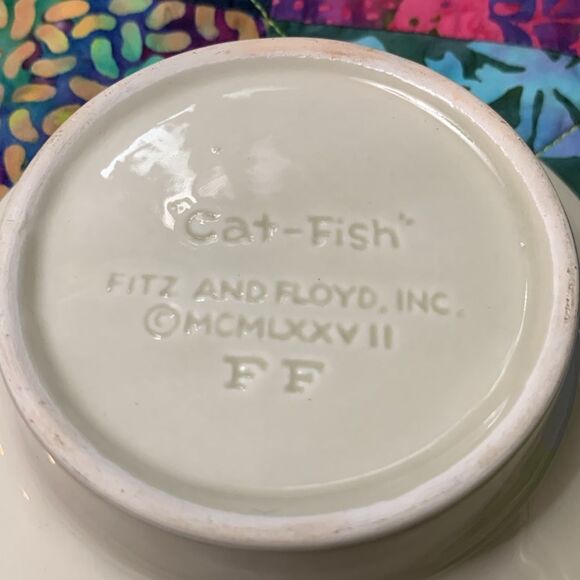 "Cat-Fish"
FITZ AND FLOYD, INC.
©MCMLXXVII
FF